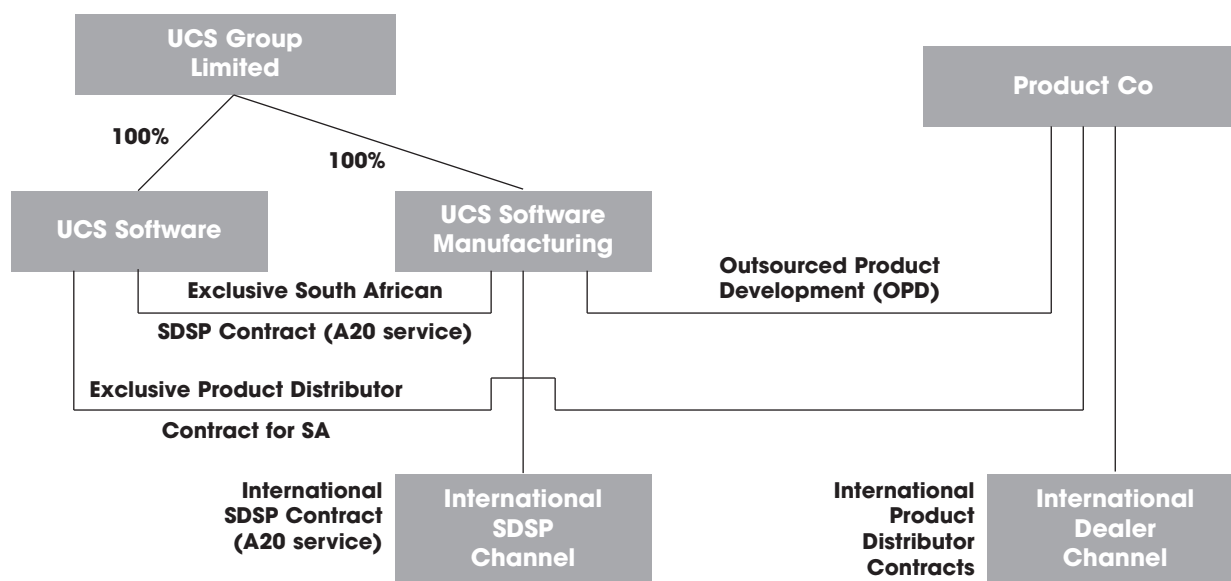 UCS Group
Limited
Product Co
100%
100%
UCS Software
UCS Software
Manufacturing
Outsourced Product
Development (OPD)
Exclusive South African
SDSP Contract (A20 service)
Exclusive Product Distributor
Contract for SA
International
SDSP Contract
(A20 service)
International
SDSP
Channel
International
Product
Distributor
Contracts
International
Dealer
Channel